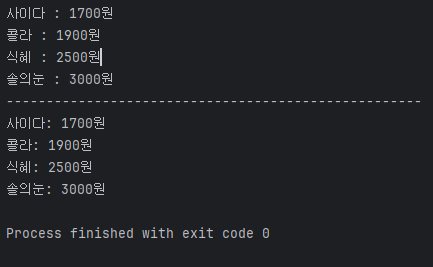 사이다 : 1700원
콜라 : 1900원
식혜 : 2500원
솔의눈 : 3000원
----------------------------------------------------
사이다: 1700원
콜라: 1900원
식혜: 2500원
솔의눈: 3000원
Process finished with exit code 0